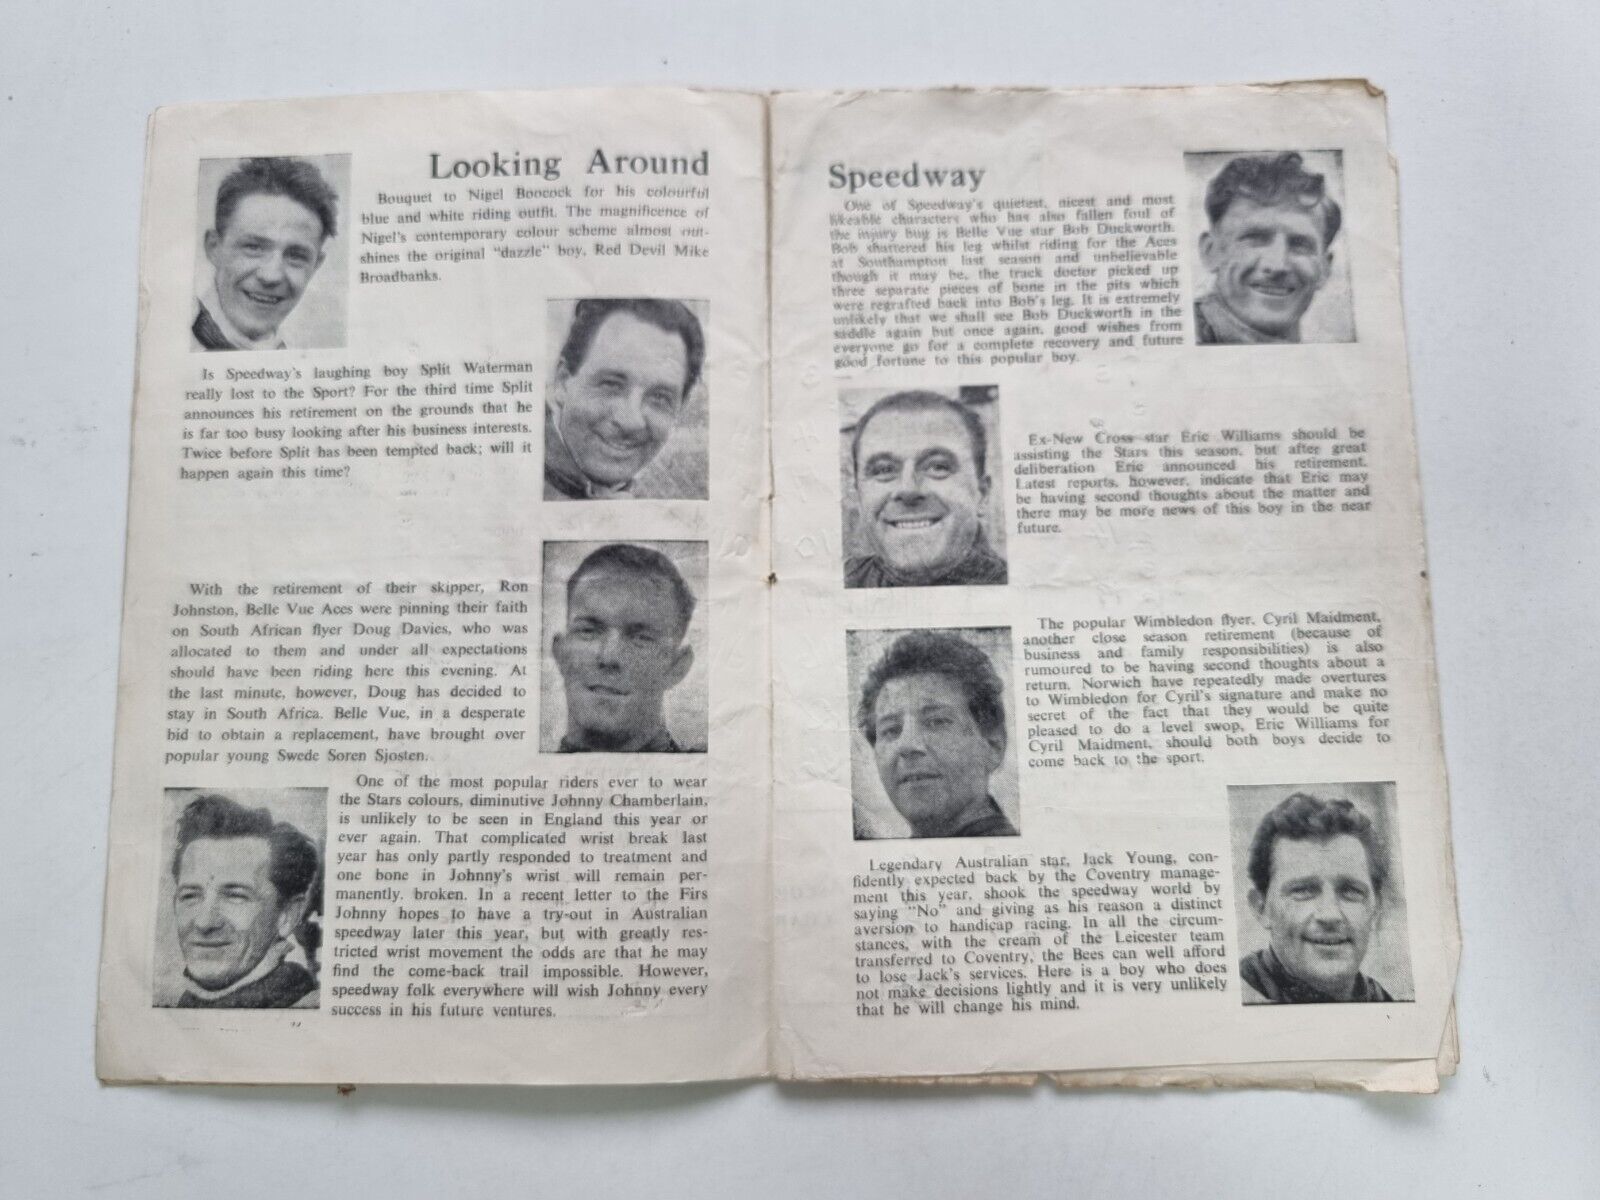 Looking Around
Bouquet to Nigel Boocock for his colourful
blue and white riding outfit. The magnificence of
Nigel's contemporary colour scheme almost out-
shines the original "dazzle" boy, Red Devil Mike
Broadbanks.
Is Speedway's laughing boy Split Waterman
really lost to the Sport? For the third time Split
announces his retirement on the grounds that he
is far too busy looking after his business interests.
Twice before Split has been tempted back; will it
happen again this time?
With the retirement of their skipper, Ron
Johnston, Belle Vue Aces were pinning their faith
on South African flyer Doug Davies, who was
allocated to them and under all expectations
should have been riding here this evening. At
the last minute, however, Doug has decided to
stay in South Africa. Belle Vue, in a desperate
bid to obtain a replacement, have brought over
popular young Swede Soren Sjosten.
One of the most popular riders ever to wear
the Stars colours, diminutive Johnny Chamberlain,
is unlikely to be seen in England this year or
ever again. That complicated wrist break last
year has only partly responded to treatment and
one bone in Johnny's wrist will remain per-
manently, broken. In a recent letter to the Firs
Johnny hopes to have a try-out in Australian
speedway later this year, but with greatly res-
tricted wrist movement the odds are that he may
find the come-back trail impossible. However,
speedway folk everywhere will wish Johnny every
success in his future ventures.
Speedway
One of Speedway's quietest, nicest and most
likeable characters who has also fallen foul of
the injury bug is Belle Vue star Bob Duckworth.
Bob shattered his leg whilst riding for the Aces
at Southampton last season and unbelievable
though it may be, the track doctor picked up
three separate pieces of bone in the pits which
were regrafted back into Bob's leg. It is extremely
unlikely that we shall see Bob Duckworth in the
saddle again but once again, good wishes from
everyone go for a complete recovery and future
good fortune to this popular boy.
Ex-New Cross star Eric Williams should be
assisting the Stars this season, but after great
deliberation Eric announced his retirement.
Latest reports, however, indicate that Eric may
be having second thoughts about the matter and
there may be more news of this boy in the near
future.
The popular Wimbledon flyer, Cyril Maidment,
another close season retirement (because of
business and family responsibilities) is also
rumoured to be having second thoughts about a
return. Norwich have repeatedly made overtures
to Wimbledon for Cyril's signature and make no
secret of the fact that they would be quite
pleased to do a level swop, Eric Williams for
Cyril Maidment, should both boys decide to
come back to the sport.
Legendary Australian star, Jack Young, con-
fidently expected back by the Coventry manage-
ment this year, shook the speedway world by
saying "No" and giving as his reason a distinct
aversion to handicap racing. In all the circum-
stances, with the cream of the Leicester team
transferred to Coventry, the Bees can well afford
to lose Jack's services. Here is a boy who does
not make decisions lightly and it is very unlikely
that he will change his mind.